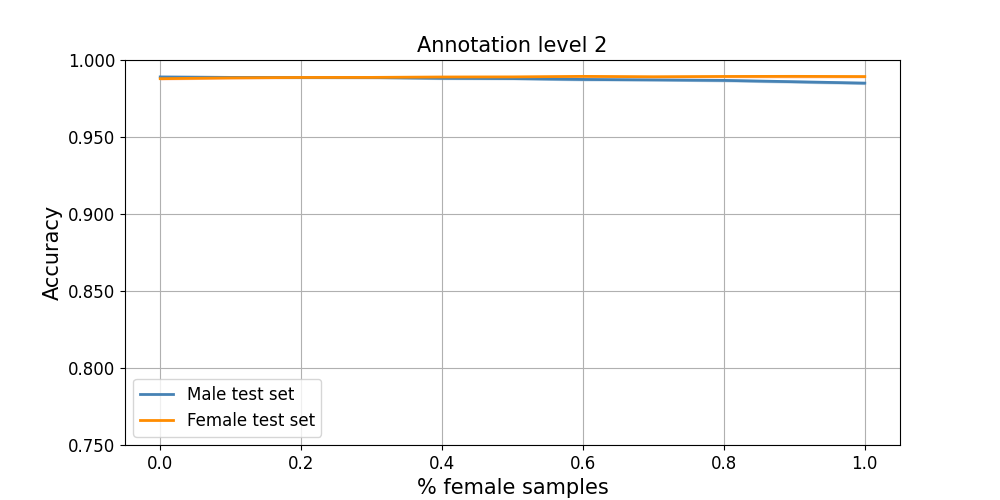 Annotation level 2
1.000
0.950
0.900
0.850
0.800
0.750
Accuracy
Male test set
Female test set
0.0 0.2 0.4 0.6 0.8 1.0
% female samples